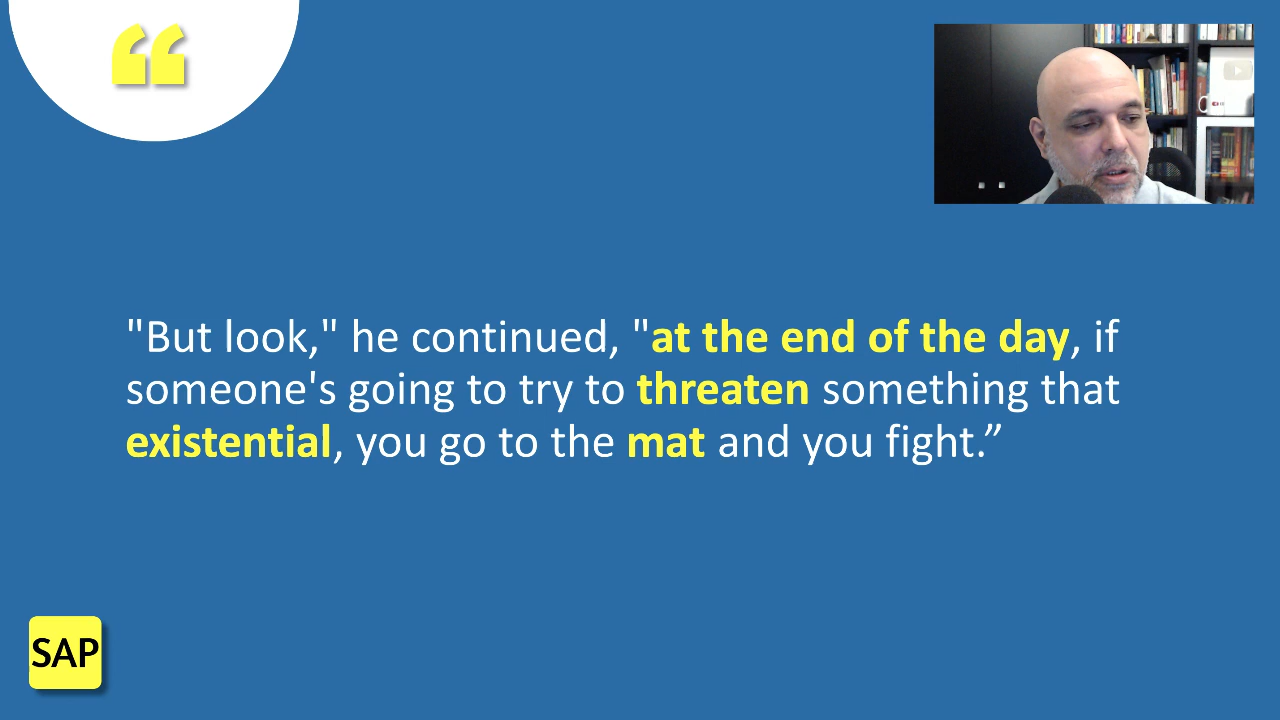 "But look," he continued, "at the end of the day, if
someone's going to try to threaten something that
existential, you go to the mat and you fight.”
SAP